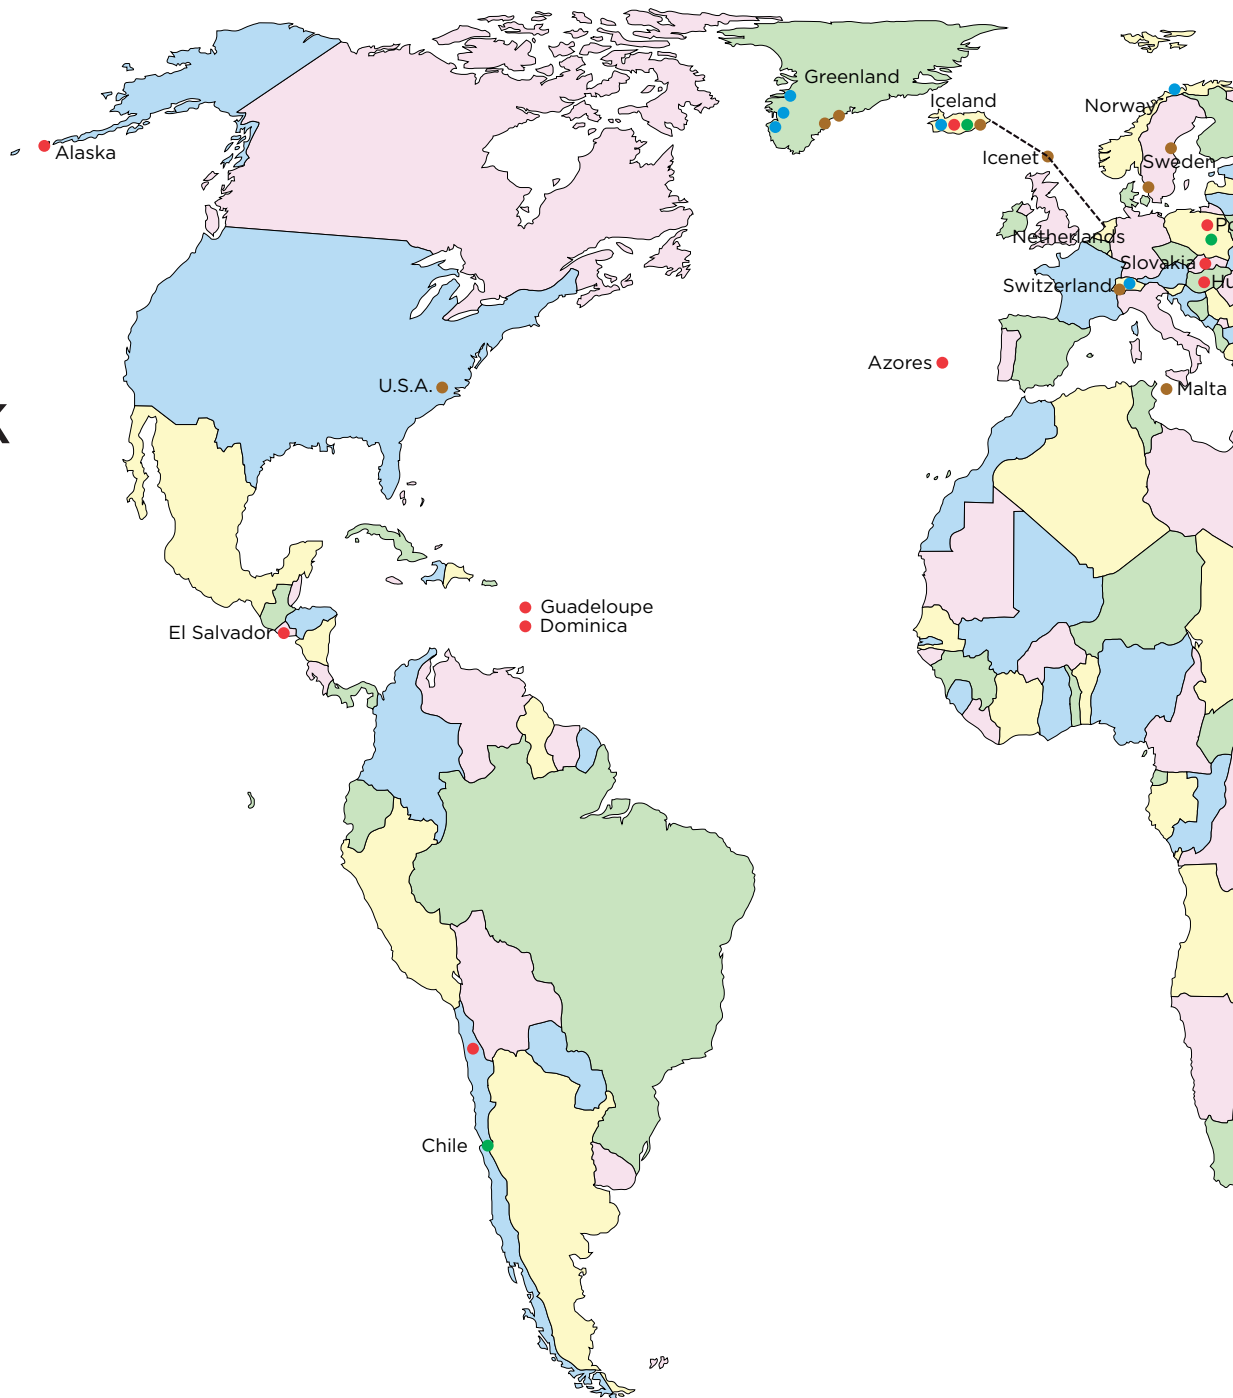 Greenland
Iceland
Norway
Alaska
Icenet
Sweden
Netherlands
Slovakia
Switzerland
Azores
U.S.A.
Malta
Guadeloupe
Dominica
El Salvador
Chile